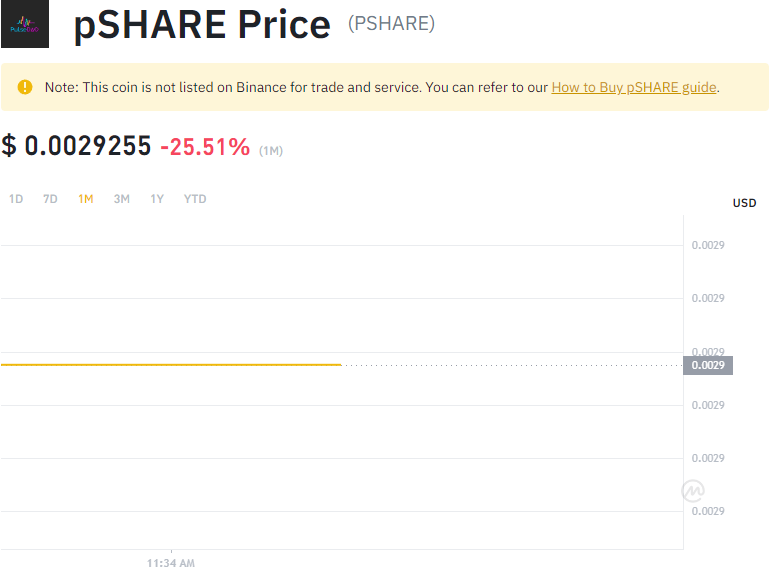 pSHARE Price (PSHARE)
Note: This coin is not listed on Binance for trade and service. You can refer to our How to Buy pSHARE guide.
$ 0.0029255 -25.51% (1M)
1D 7D 1M 3M 1Y YTD
USD
0.0029
0.0029
0.0029
0.0029
0.0029
0.0029
0.0029
11:34 AM